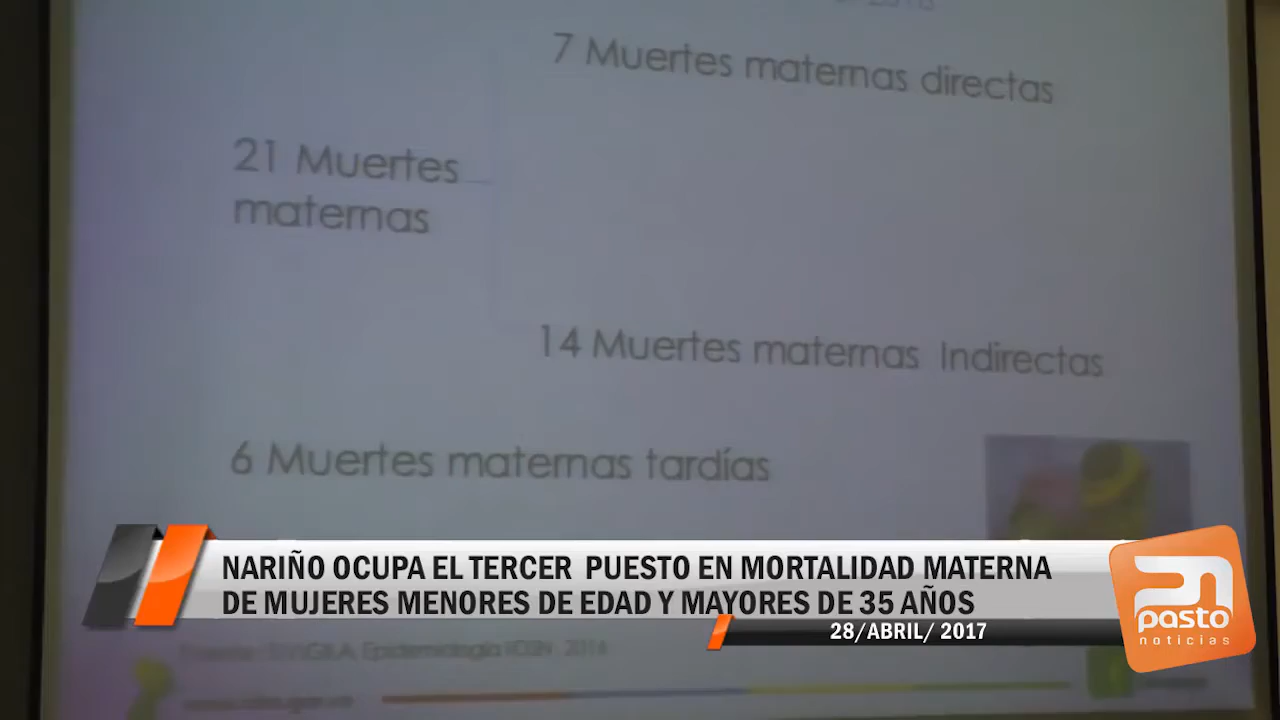 7 Muertes maternas directas
21 Muertes
maternas
14 Muertes maternas Indirectas
6 Muertes maternas tardías
NARIÑO OCUPA EL TERCER PUESTO EN MORTALIDAD MATERNA
DE MUJERES MENORES DE EDAD Y MAYORES DE 35 AÑOS
28/ABRIL/ 2017
pasto
noticias
Epidemiología